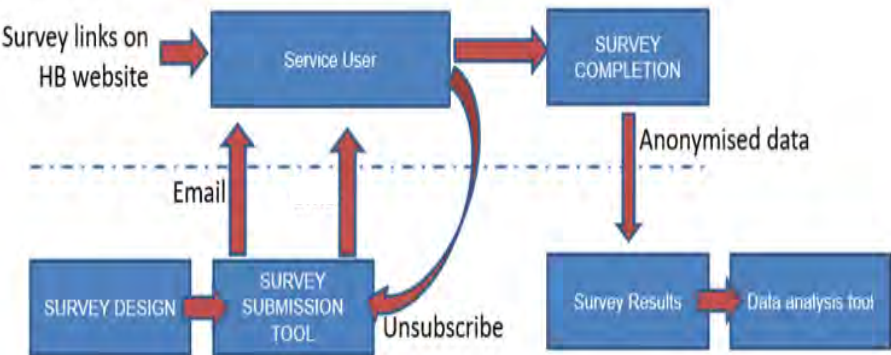 Survey links on
HB website
Service User
SURVEY
COMPLETION
Anonymised data
Email
SURVEY DESIGN
SURVEY
SUBMISSION
TOOL
Unsubscribe
Survey Results
Data analysis tool